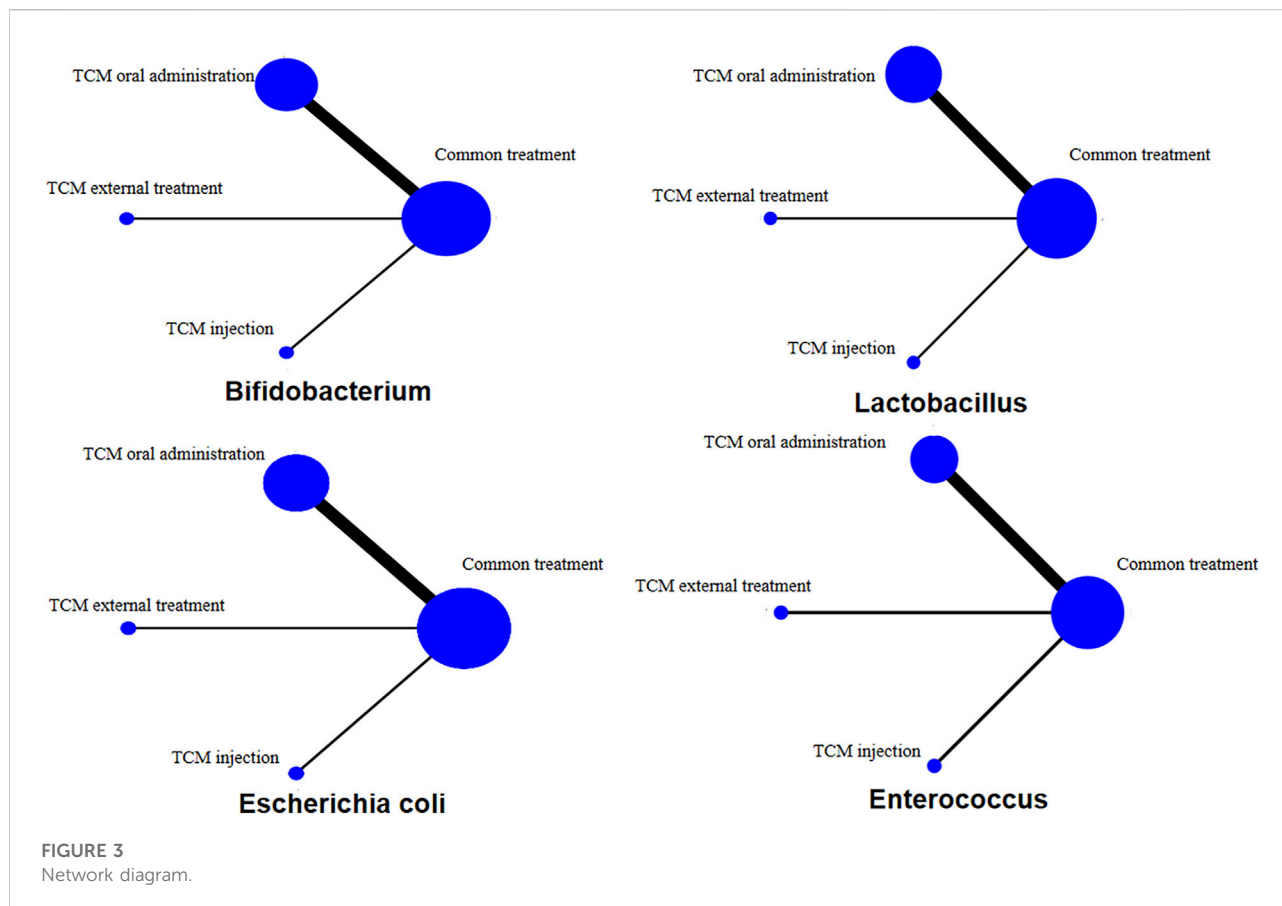 TCM oral administration
Common treatment
TCM external treatment
TCM injection
Bifidobacterium
TCM oral administration
Common treatment
TCM external treatment
TCM injection
Lactobacillus
TCM oral administration
Common treatment
TCM external treatment
TCM injection
Escherichia coli
TCM oral administration
Common treatment
TCM external treatment
TCM injection
Enterococcus
FIGURE 3
Network diagram.